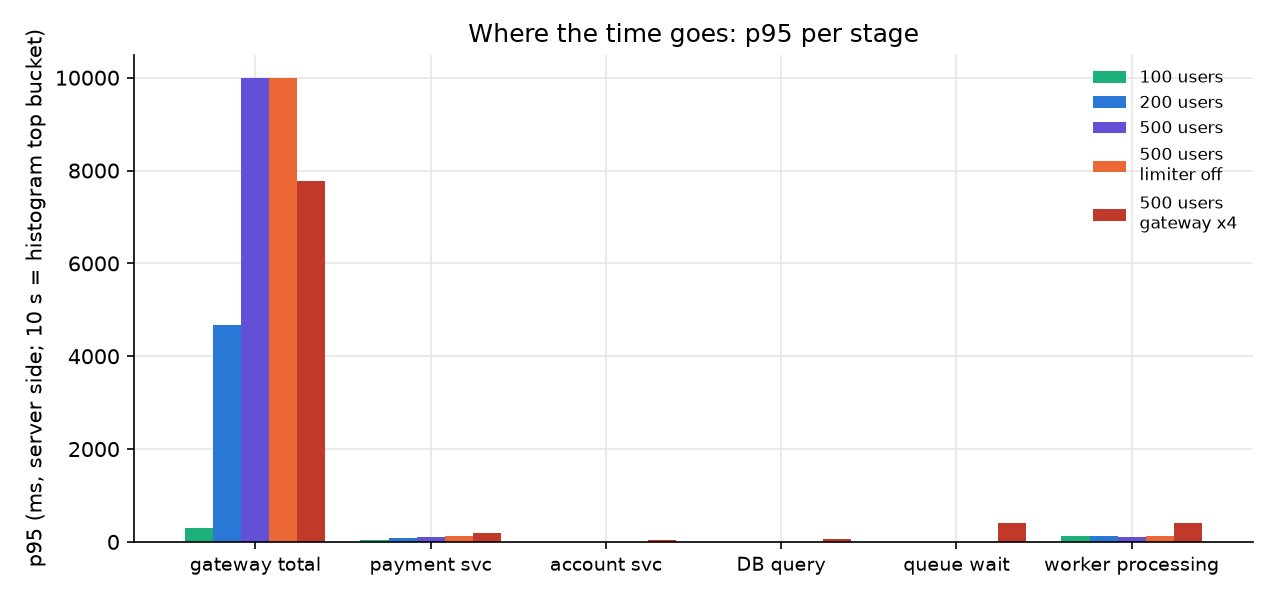 Where the time goes: p95 per stage
p95 (ms, server side; 10 s = histogram top bucket)
10000
8000
6000
4000
2000
0
100 users
200 users
500 users
500 users
limiter off
500 users
gateway x4
gateway total
payment svc
account svc
DB query
queue wait
worker processing